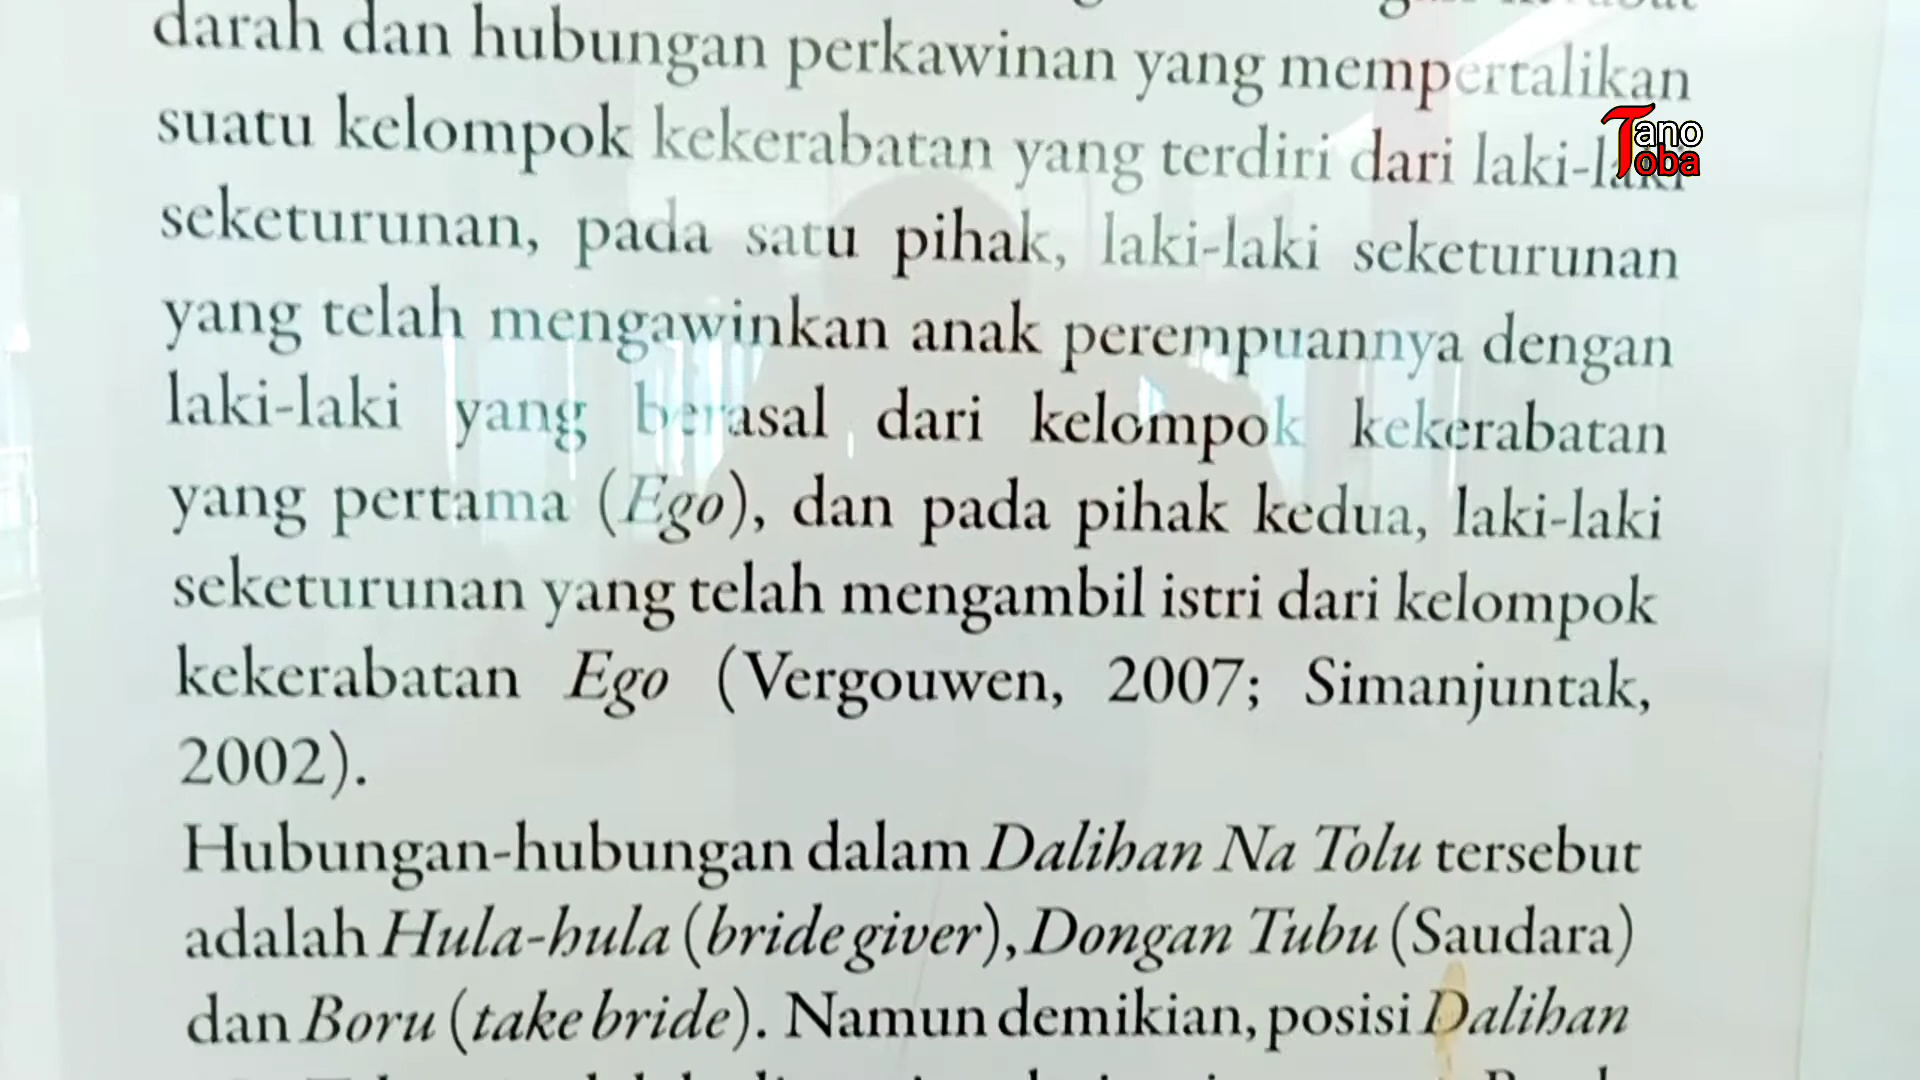 darah dan hubungan perkawinan yang mempertalikan
suatu kelompok kekerabatan yang terdiri dari laki-laki
seketurunan, pada satu pihak, laki-laki seketurunan
yang telah mengawinkan anak perempuannya dengan
laki-laki yang berasal dari kelompok kekerabatan
yang pertama (Ego), dan pada pihak kedua, laki-laki
seketurunan yang telah mengambil istri dari kelompok
kekerabatan Ego (Vergouwen, 2007; Simanjuntak,
2002).
Hubungan-hubungan dalam Dalihan Na Tolu tersebut
adalah Hula-hula (bride giver), Dongan Tubu (Saudara)
dan Boru (take bride). Namun demikian, posisi Dalihan
Tano
Toba